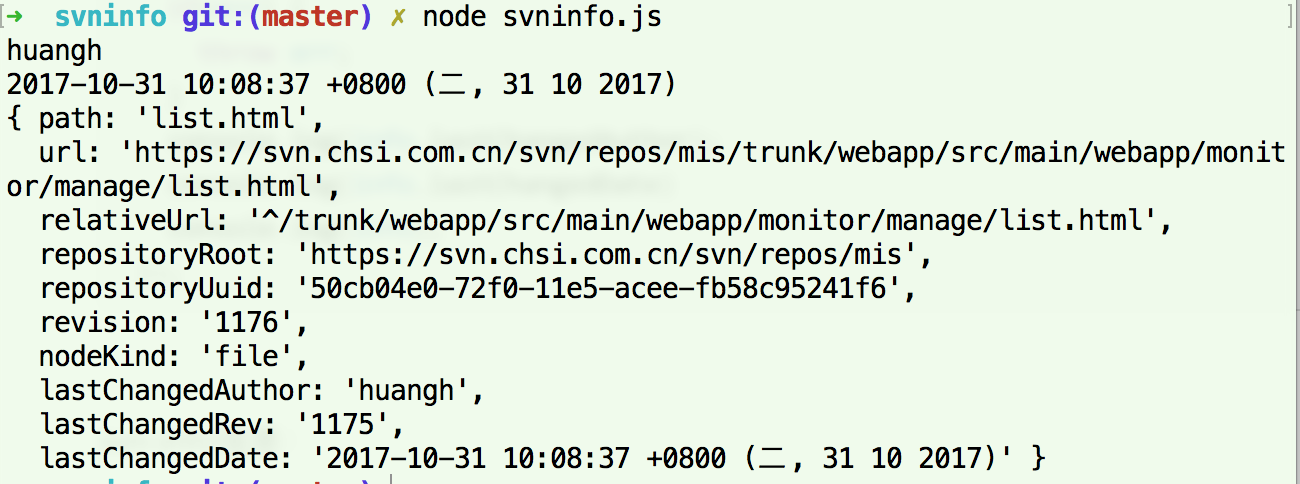 ➜  svninfo git:(master) ✗ node svninfo.js
huangh
2017-10-31 10:08:37 +0800 (二, 31 10 2017)
{ path: 'list.html',
  url: 'https://svn.chsi.com.cn/svn/repos/mis/trunk/webapp/src/main/webapp/monit
or/manage/list.html',
  relativeUrl: '^/trunk/webapp/src/main/webapp/monitor/manage/list.html',
  repositoryRoot: 'https://svn.chsi.com.cn/svn/repos/mis',
  repositoryUuid: '50cb04e0-72f0-11e5-acee-fb58c95241f6',
  revision: '1176',
  nodeKind: 'file',
  lastChangedAuthor: 'huangh',
  lastChangedRev: '1175',
  lastChangedDate: '2017-10-31 10:08:37 +0800 (二, 31 10 2017)' }